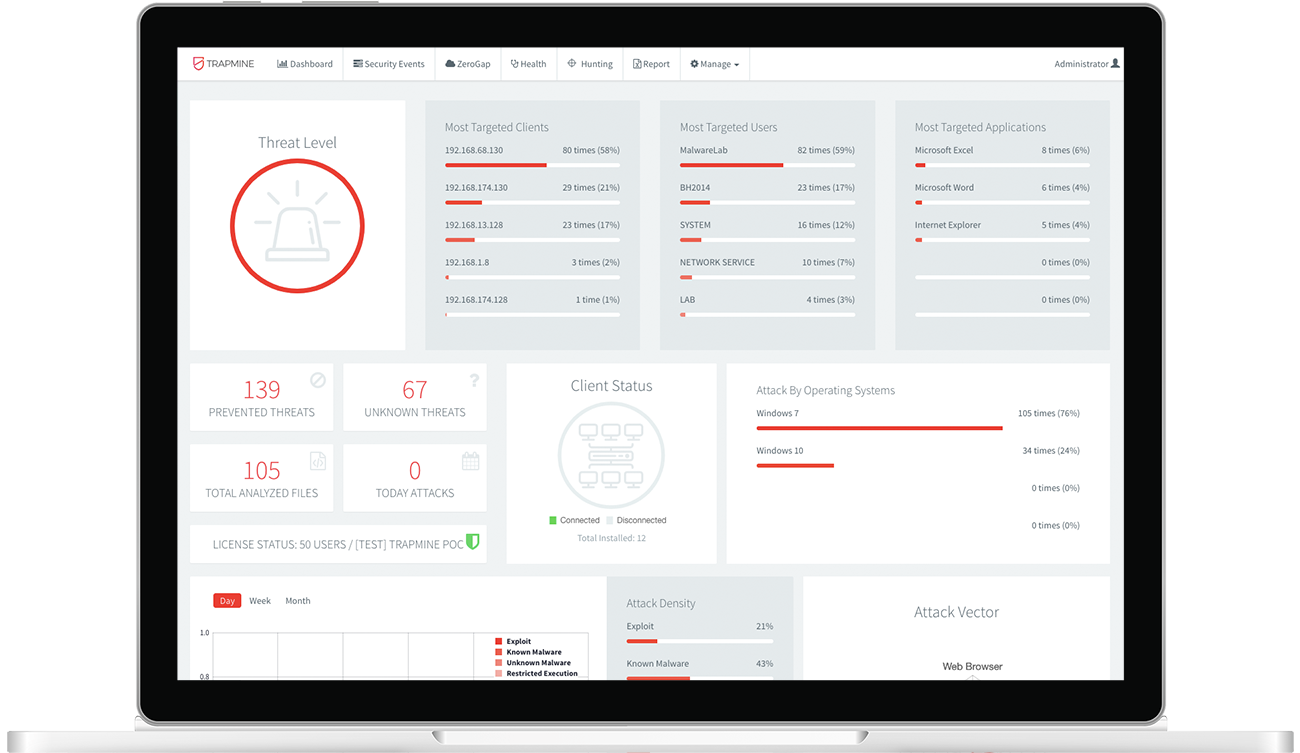 TRAPMINE Dashboard Security Events ZeroGap Health Hunting Report Manage Administrator
Threat Level
Most Targeted Clients
192.168.68.130 80 times (58%)
192.168.174.130 29 times (21%)
192.168.13.128 23 times (17%)
192.168.1.8 3 times (2%)
192.168.174.128 1 time (1%)
Most Targeted Users
MalwareLab 82 times (59%)
BH2014 23 times (17%)
SYSTEM 16 times (12%)
NETWORK SERVICE 10 times (7%)
LAB 4 times (3%)
Most Targeted Applications
Microsoft Excel 8 times (6%)
Microsoft Word 6 times (4%)
Internet Explorer 5 times (4%)
0 times (0%)
0 times (0%)
139
PREVENTED THREATS
?
67
UNKNOWN THREATS
105
TOTAL ANALYZED FILES
0
TODAY ATTACKS
LICENSE STATUS: 50 USERS / [TEST] TRAPMINE POC
Client Status
Connected Disconnected
Total Installed: 12
Attack By Operating Systems
Windows 7 105 times (76%)
Windows 10 34 times (24%)
0 times (0%)
0 times (0%)
Day Week Month
1.0
0.8
Exploit
Known Malware
Unknown Malware
Restricted Execution
Attack Density
Exploit 21%
Known Malware 43%
Attack Vector
Web Browser